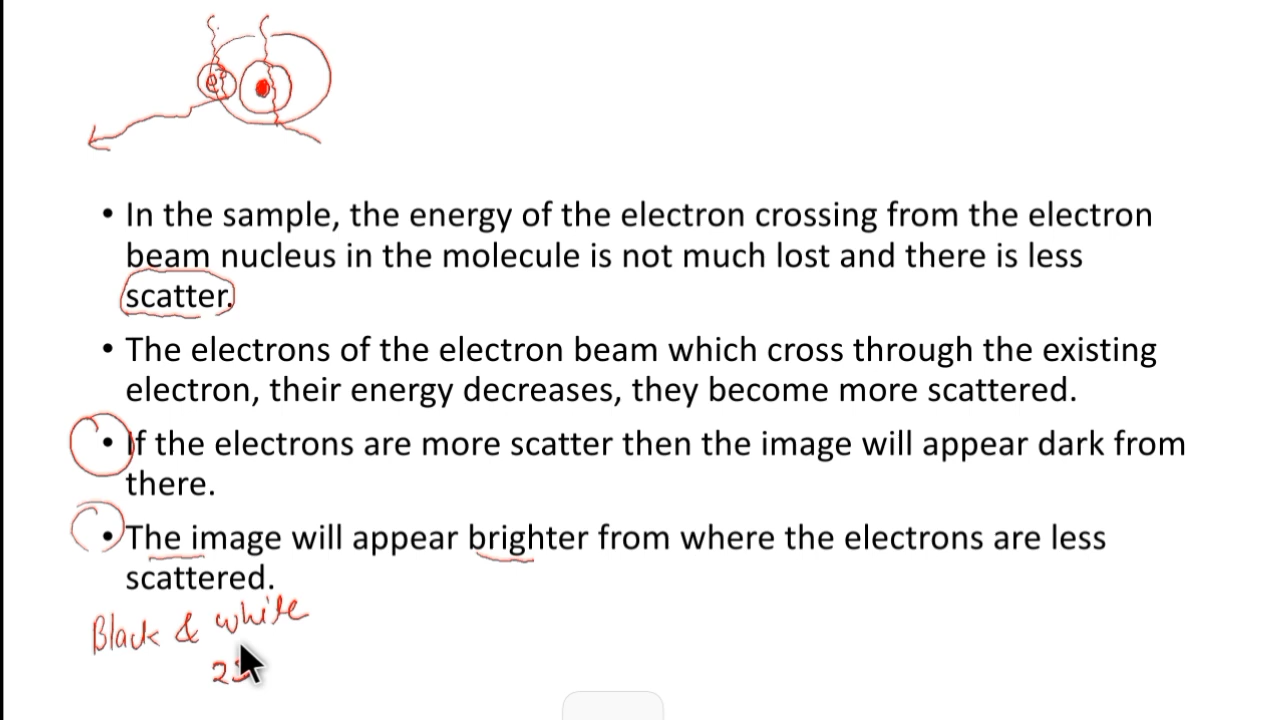 • In the sample, the energy of the electron crossing from the electron
beam nucleus in the molecule is not much lost and there is less
scatter.
• The electrons of the electron beam which cross through the existing
electron, their energy decreases, they become more scattered.
• If the electrons are more scatter then the image will appear dark from
there.
• The image will appear brighter from where the electrons are less
scattered.
Black & white